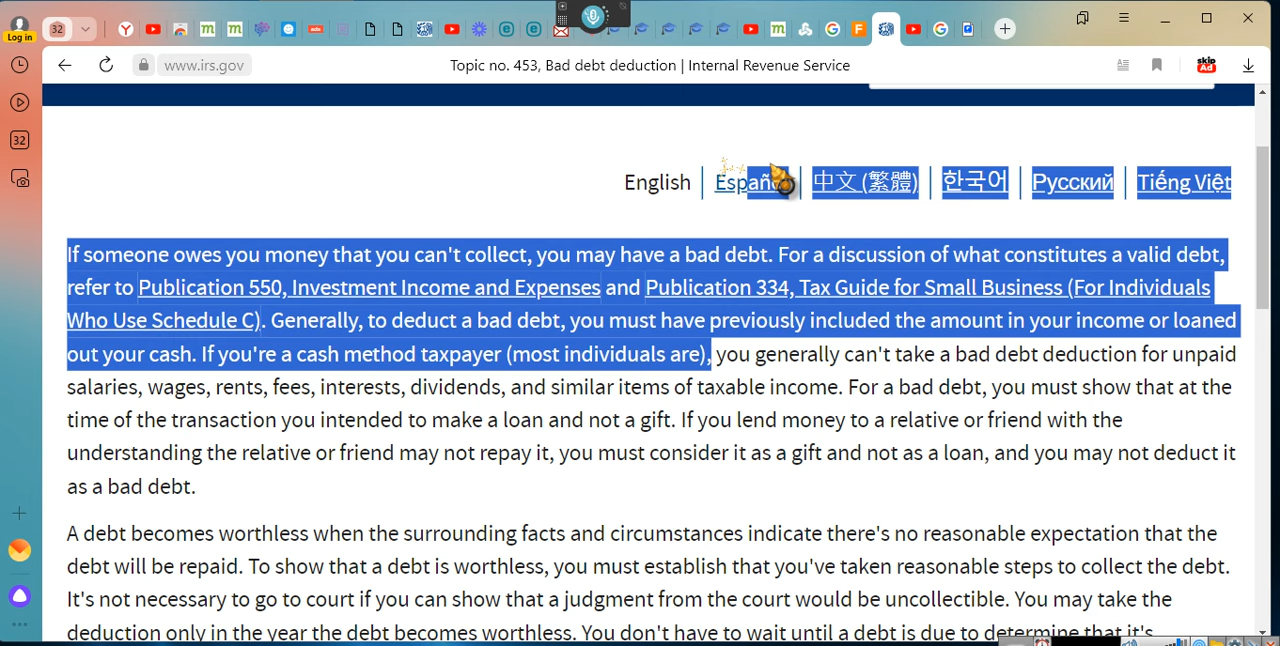 32
Log in
www.irs.gov
Topic no. 453, Bad debt deduction | Internal Revenue Service
skip
Ad
32
English | Español | 中文 (繁體) | 한국어 | Русский | Tiếng Việt
If someone owes you money that you can't collect, you may have a bad debt. For a discussion of what constitutes a valid debt,
refer to Publication 550, Investment Income and Expenses and Publication 334, Tax Guide for Small Business (For Individuals
Who Use Schedule C). Generally, to deduct a bad debt, you must have previously included the amount in your income or loaned
out your cash. If you're a cash method taxpayer (most individuals are), you generally can't take a bad debt deduction for unpaid
salaries, wages, rents, fees, interests, dividends, and similar items of taxable income. For a bad debt, you must show that at the
time of the transaction you intended to make a loan and not a gift. If you lend money to a relative or friend with the
understanding the relative or friend may not repay it, you must consider it as a gift and not as a loan, and you may not deduct it
as a bad debt.
A debt becomes worthless when the surrounding facts and circumstances indicate there's no reasonable expectation that the
debt will be repaid. To show that a debt is worthless, you must establish that you've taken reasonable steps to collect the debt.
It's not necessary to go to court if you can show that a judgment from the court would be uncollectible. You may take the
deduction only in the year the debt becomes worthless. You don't have to wait until a debt is due to determine that it's